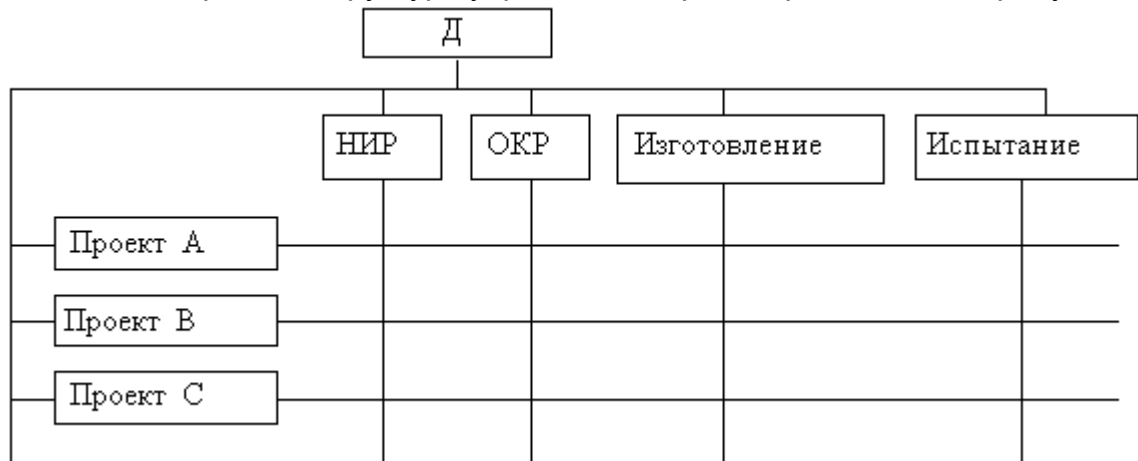 Д
НИР ОКР Изготовление Испытание
Проект А
Проект В
Проект С